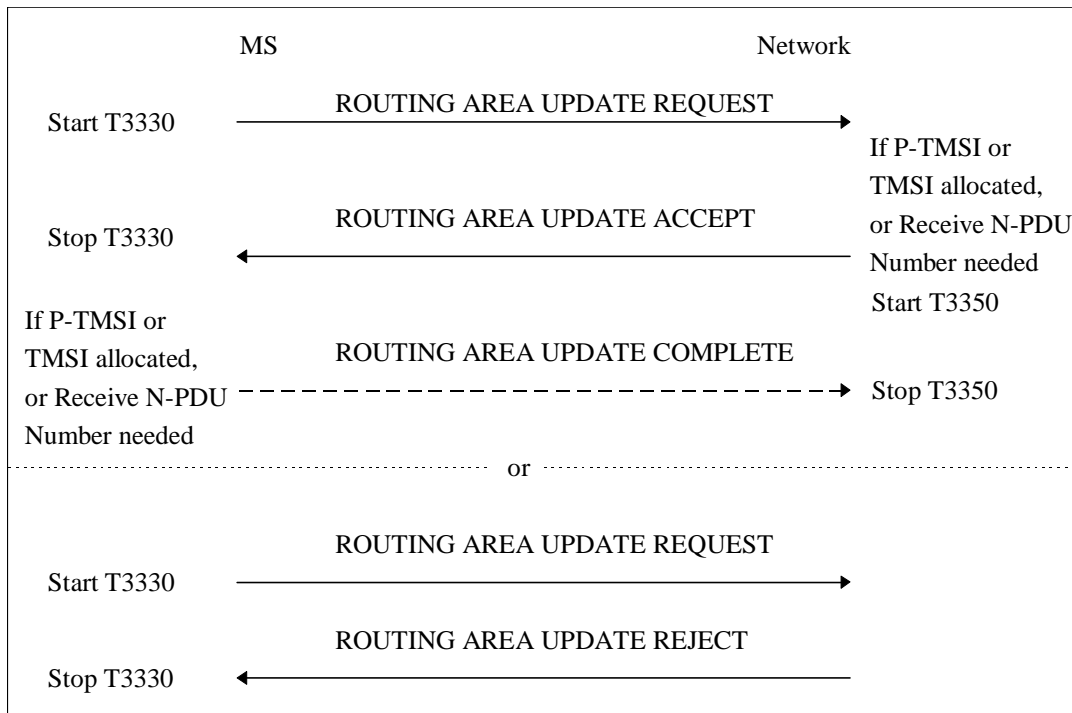 MS Network
ROUTING AREA UPDATE REQUEST
Start T3330
If P-TMSI or
TMSI allocated,
or Receive N-PDU
Number needed
Start T3350
ROUTING AREA UPDATE ACCEPT
Stop T3330
If P-TMSI or
TMSI allocated,
or Receive N-PDU
Number needed
ROUTING AREA UPDATE COMPLETE
Stop T3350
or
ROUTING AREA UPDATE REQUEST
Start T3330
ROUTING AREA UPDATE REJECT
Stop T3330